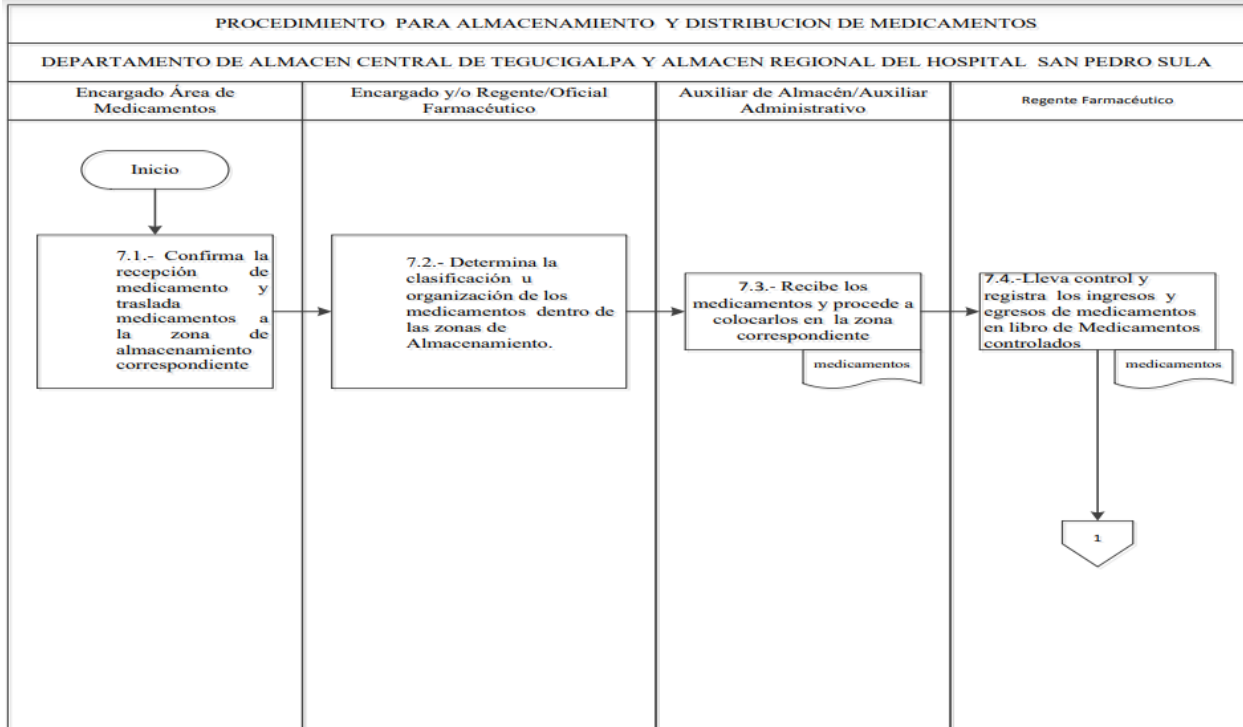 PROCEDIMIENTO PARA ALMACENAMIENTO Y DISTRIBUCION DE MEDICAMENTOS
DEPARTAMENTO DE ALMACEN CENTRAL DE TEGUCIGALPA Y ALMACEN REGIONAL DEL HOSPITAL SAN PEDRO SULA
Encargado Área de
Medicamentos
Encargado y/o Regente/Oficial
Farmacéutico
Auxiliar de Almacén/Auxiliar
Administrativo
Regente Farmacéutico
Inicio
7.1.- Confirma la
recepción de
medicamento y
traslada
medicamentos a
la zona de
almacenamiento
correspondiente
7.2.- Determina la
clasificación u
organización de los
medicamentos dentro de
las zonas de
Almacenamiento.
7.3.- Recibe los
medicamentos y procede a
colocarlos en la zona
correspondiente
medicamentos
7.4.-Lleva control y
registra los ingresos y
egresos de medicamentos
en libro de Medicamentos
controlados
medicamentos
1